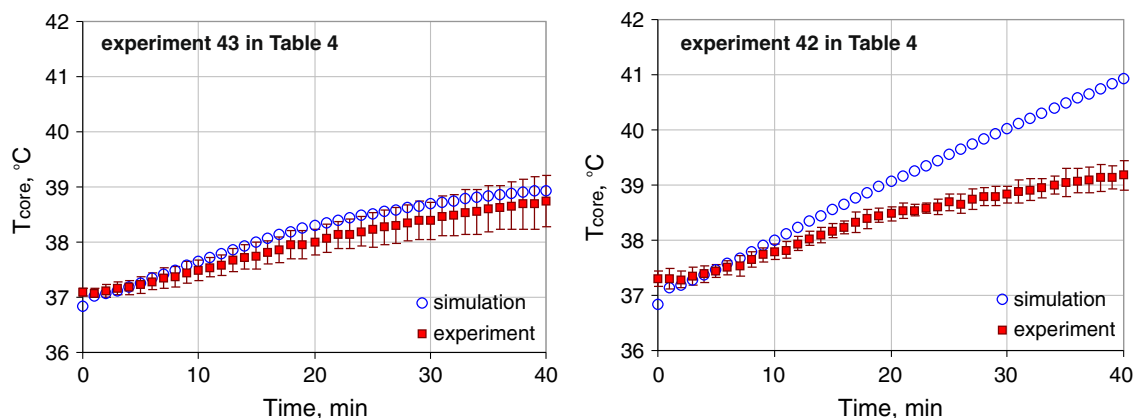 42
41
40
39
38
37
36
T core, °C
experiment 43 in Table 4
simulation
experiment
0
10
20
30
40
Time, min
42
41
40
39
38
37
36
T core, °C
experiment 42 in Table 4
simulation
experiment
0
10
20
30
40
Time, min